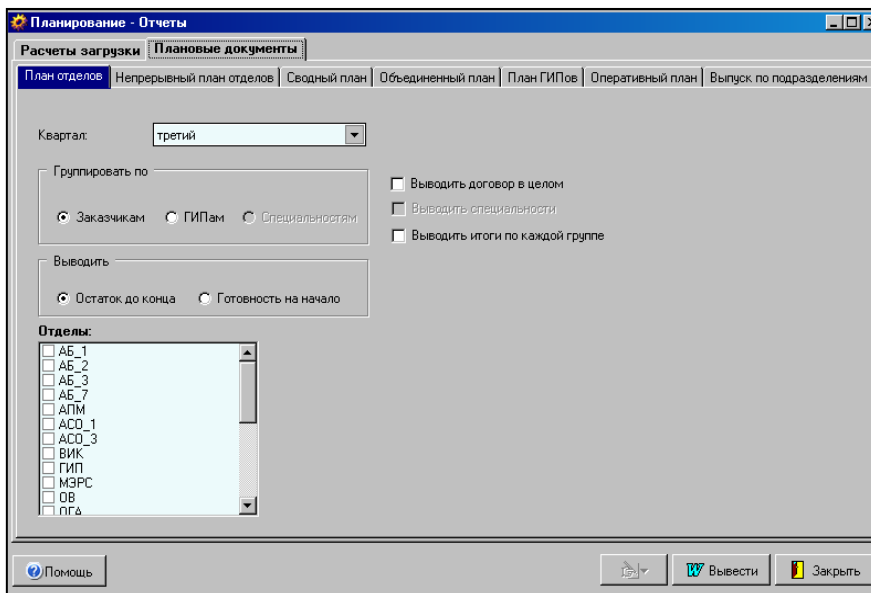 Планирование - Отчеты
Расчеты загрузки Плановые документы
План отделов Непрерывный план отделов Сводный план Объединенный план План ГИПов Оперативный план Выпуск по подразделениям
Квартал: третий
Группировать по
Заказчикам ГИПам Специальностям
Выводить договор в целом
Выводить специальности
Выводить итоги по каждой группе
Выводить
Остаток до конца Готовность на начало
Отделы:
АБ_1
АБ_2
АБ_3
АБ_7
АПМ
АСО_1
АСО_3
ВИК
ГИП
МЭРС
ОВ
ОГА
Помощь Вывести Закрыть